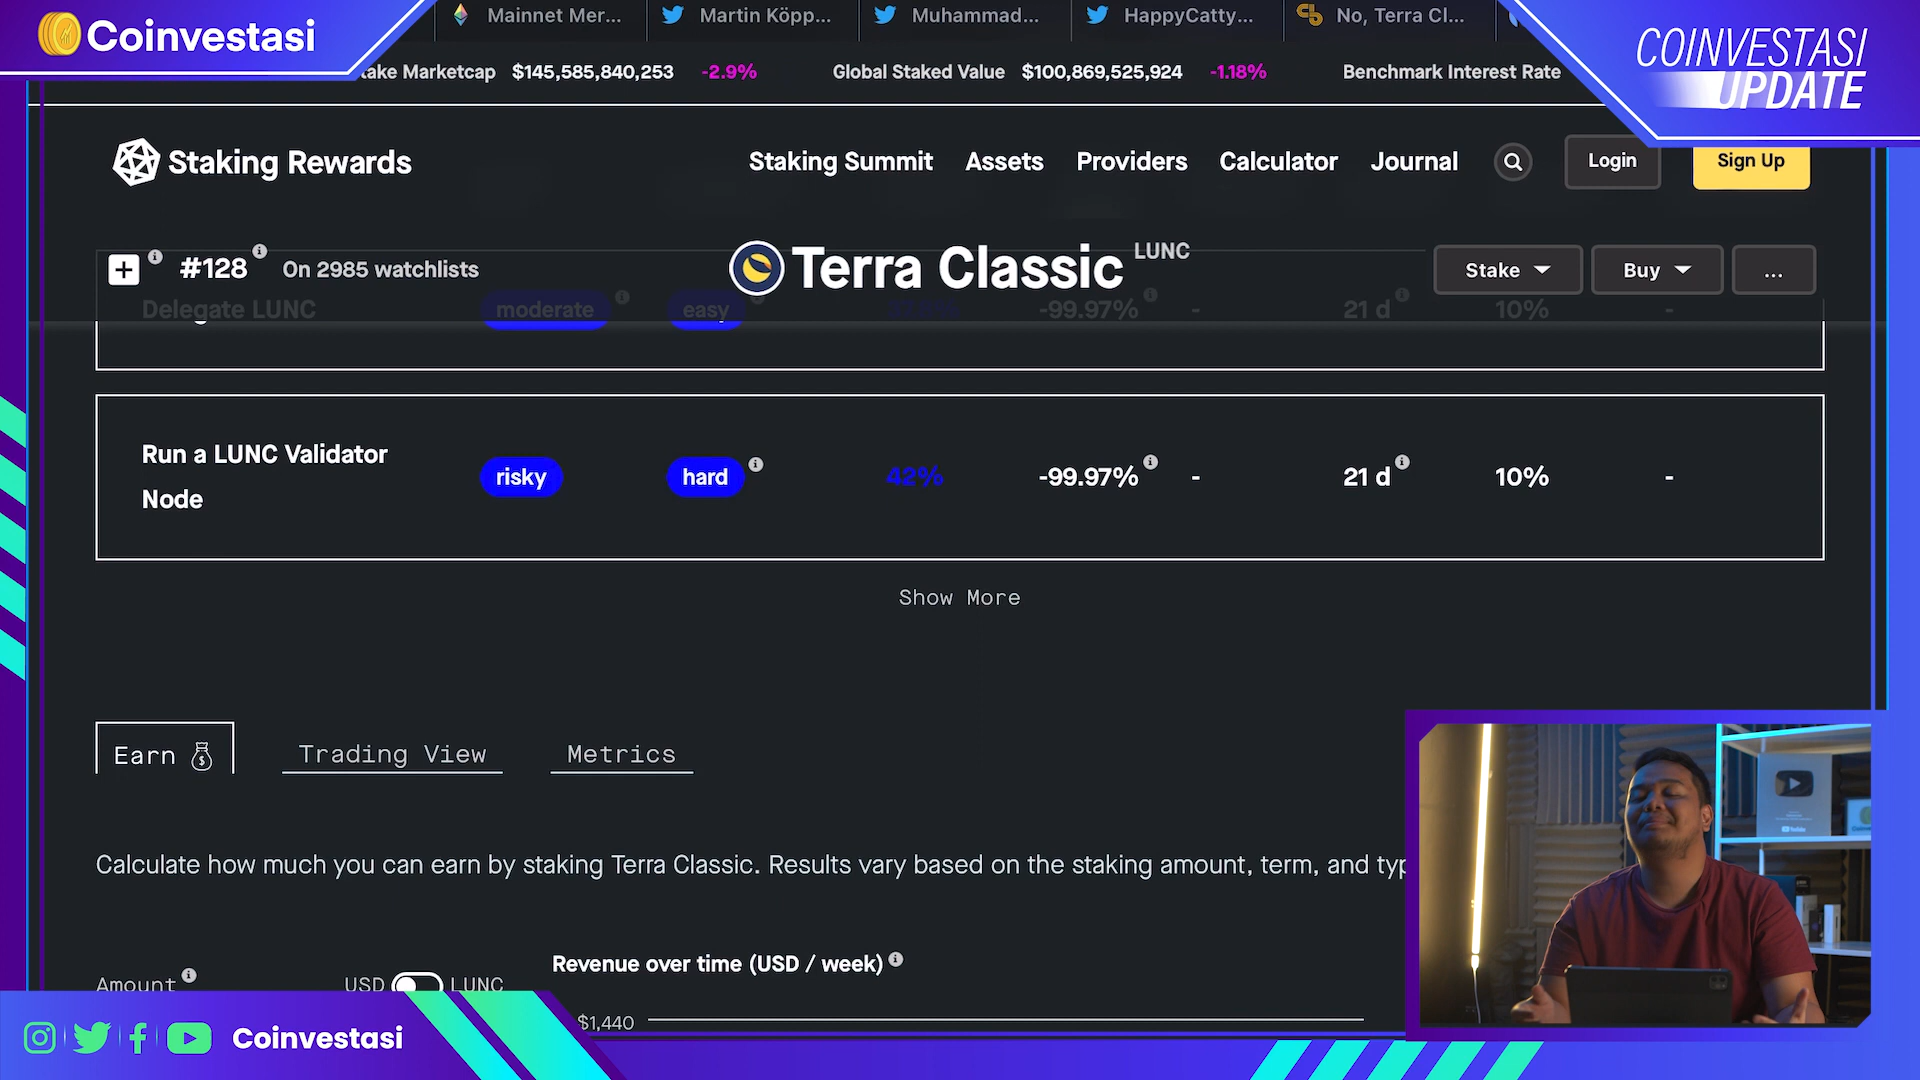 Coinvestasi
Mainnet Mer...
Martin Köpp...
Muhammad...
HappyCatty...
No, Terra Cl...
COINVESTASI
UPDATE
take Marketcap $145,585,840,253 -2.9% Global Staked Value $100,869,525,924 -1.18% Benchmark Interest Rate
Staking Rewards Staking Summit Assets Providers Calculator Journal Login Sign Up
#128 On 2985 watchlists Terra Classic LUNC Stake Buy ...
Delegate LUNC moderate easy -99.97% - 21 d 10% -
Run a LUNC Validator
Node
risky hard 42% -99.97% - 21 d 10% -
Show More
Earn Trading View Metrics
Calculate how much you can earn by staking Terra Classic. Results vary based on the staking amount, term, and typ
Revenue over time (USD / week)
Amount USD LUNC
$1,440
Coinvestasi
YouTube